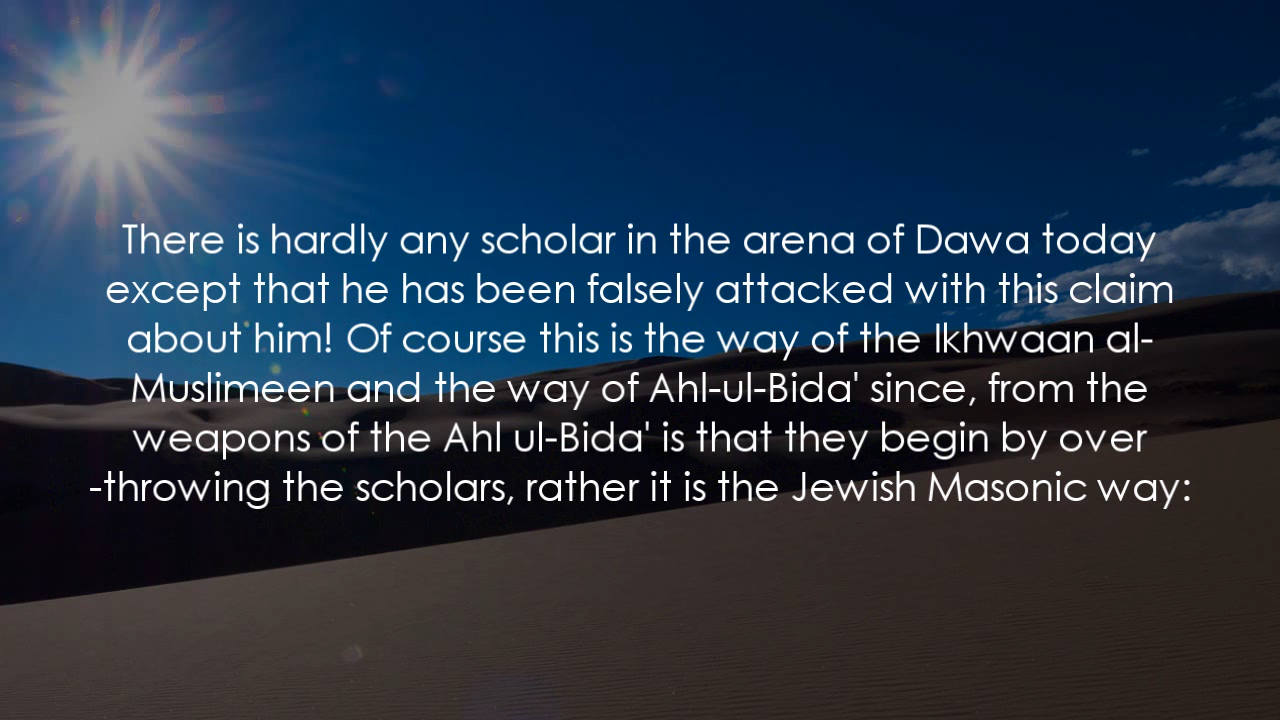 There is hardly any scholar in the arena of Dawa today
except that he has been falsely attacked with this claim
about him! Of course this is the way of the Ikhwaan al-
Muslimeen and the way of Ahl-ul-Bida' since, from the
weapons of the Ahl ul-Bida' is that they begin by over
-throwing the scholars, rather it is the Jewish Masonic way: